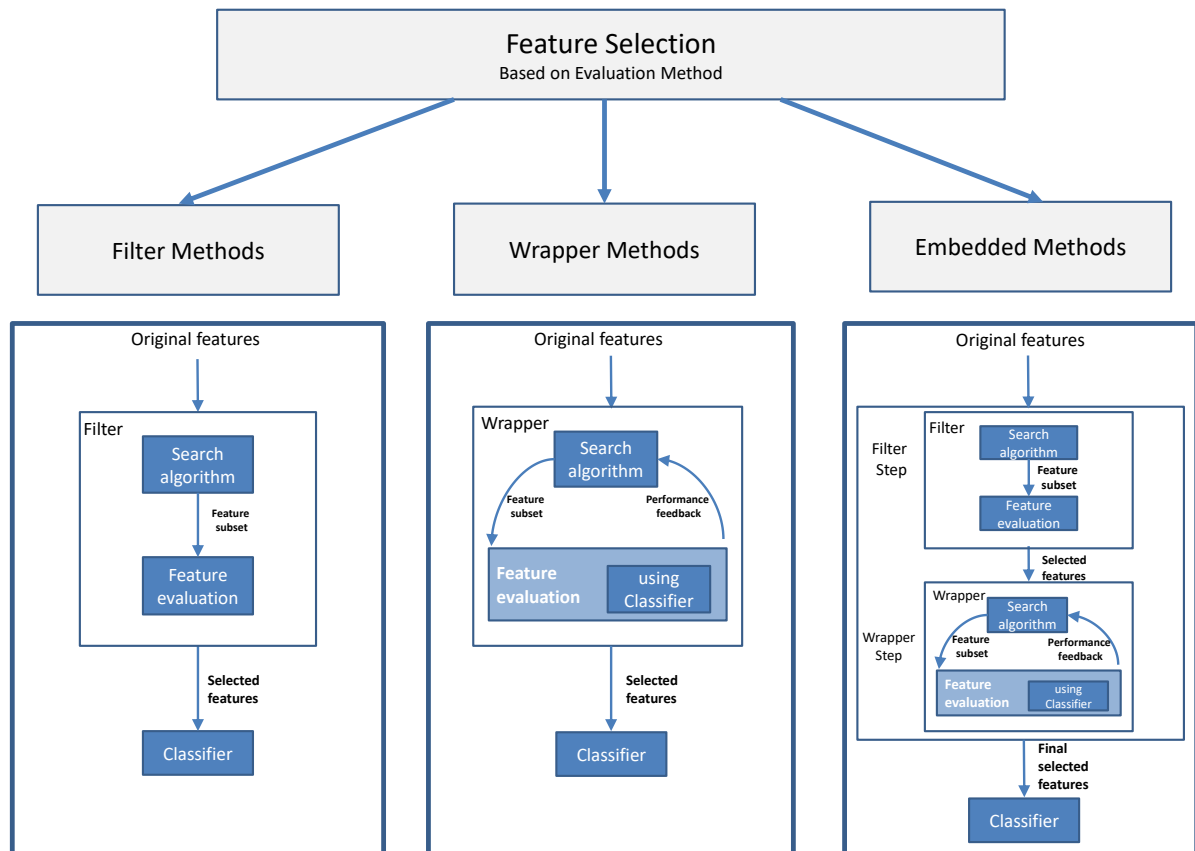 Feature Selection
Based on Evaluation Method
Filter Methods
Wrapper Methods
Embedded Methods
Original features
Filter
Search
algorithm
Feature
subset
Feature
evaluation
Selected
features
Classifier
Original features
Wrapper
Search
algorithm
Feature
subset
Performance
feedback
Feature
evaluation
using
Classifier
Selected
features
Classifier
Original features
Filter
Step
Filter
Search
algorithm
Feature
subset
Feature
evaluation
Selected
features
Wrapper
Step
Wrapper
Search
algorithm
Feature
subset
Performance
feedback
Feature
evaluation
using
Classifier
Final
selected
features
Classifier